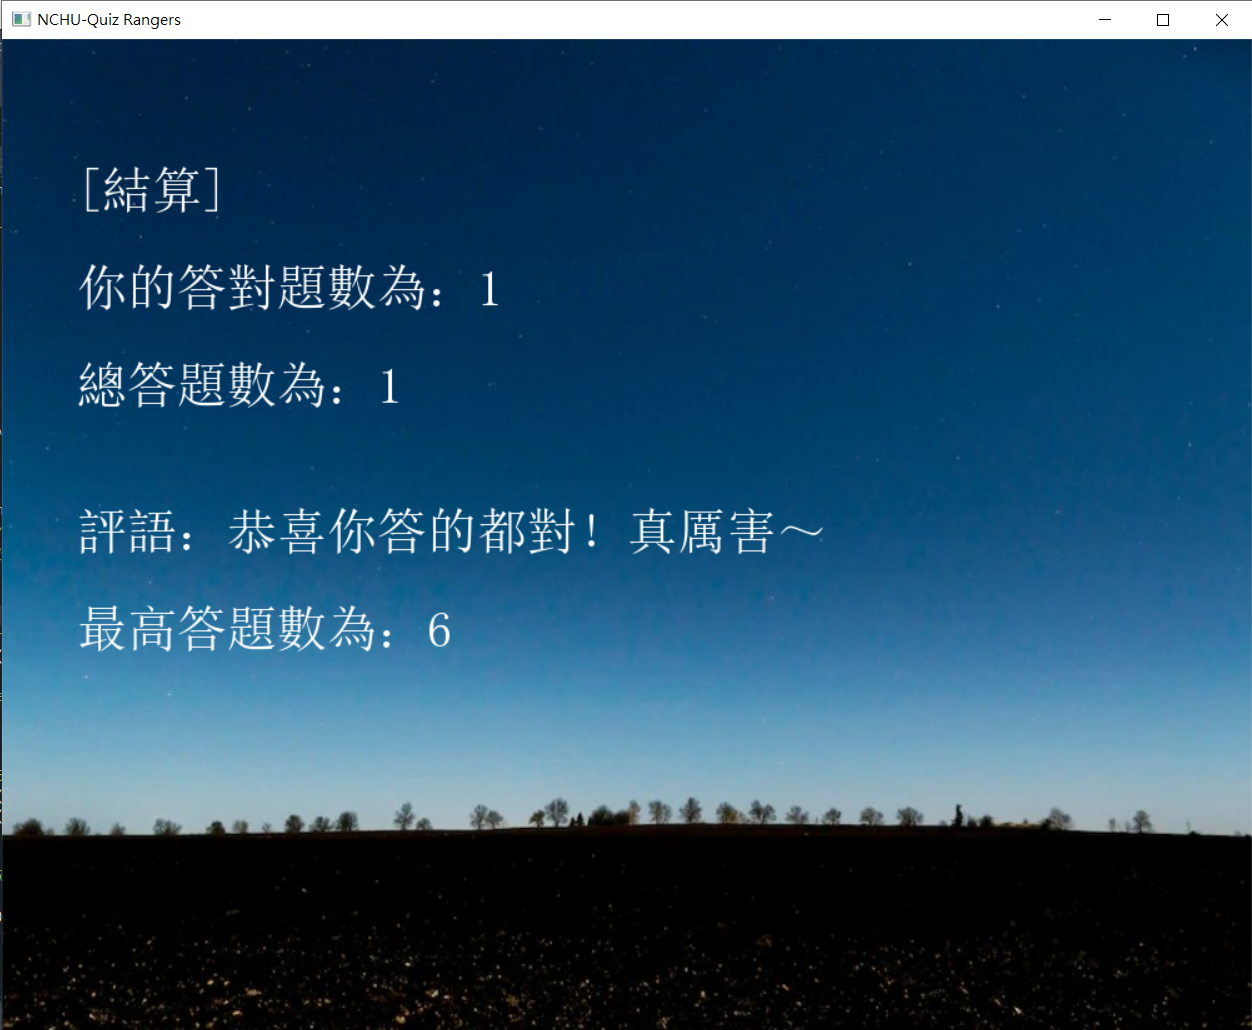 NCHU-Quiz Rangers
[結算]
你的答對題數為：1
總答題數為：1
評語：恭喜你答的都對！真厲害～
最高答題數為：6